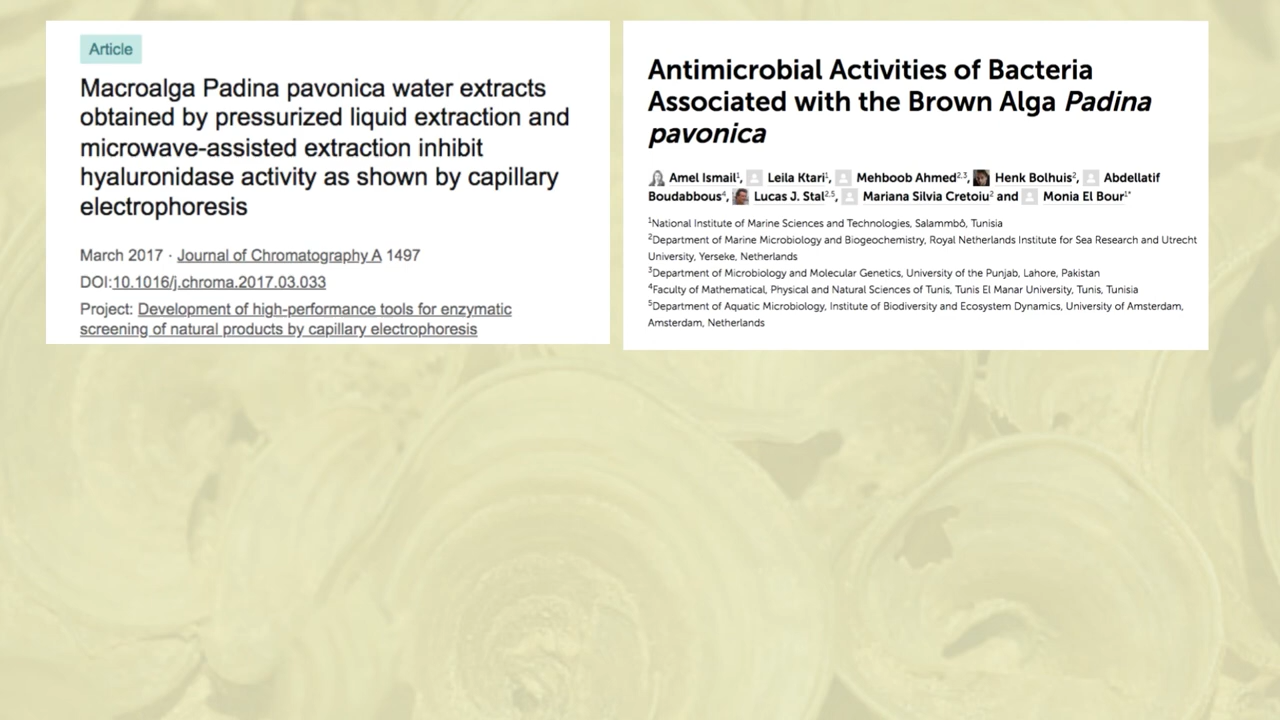 Article
Macroalga Padina pavonica water extracts
obtained by pressurized liquid extraction and
microwave-assisted extraction inhibit
hyaluronidase activity as shown by capillary
electrophoresis
March 2017 · Journal of Chromatography A 1497
DOI:10.1016/j.chroma.2017.03.033
Project: Development of high-performance tools for enzymatic
screening of natural products by capillary electrophoresis
Antimicrobial Activities of Bacteria
Associated with the Brown Alga Padina
pavonica
Amel Ismail1, Leila Ktari1, Mehboob Ahmed2,3, Henk Bolhuis2, Abdellatif
Boudabbous4, Lucas J. Stal2,5, Mariana Silvia Cretoiu2 and Monia El Bour1*
1National Institute of Marine Sciences and Technologies, Salammbô, Tunisia
2Department of Marine Microbiology and Biogeochemistry, Royal Netherlands Institute for Sea Research and Utrecht
University, Yerseke, Netherlands
3Department of Microbiology and Molecular Genetics, University of the Punjab, Lahore, Pakistan
4Faculty of Mathematical, Physical and Natural Sciences of Tunis, Tunis El Manar University, Tunis, Tunisia
5Department of Aquatic Microbiology, Institute of Biodiversity and Ecosystem Dynamics, University of Amsterdam,
Amsterdam, Netherlands